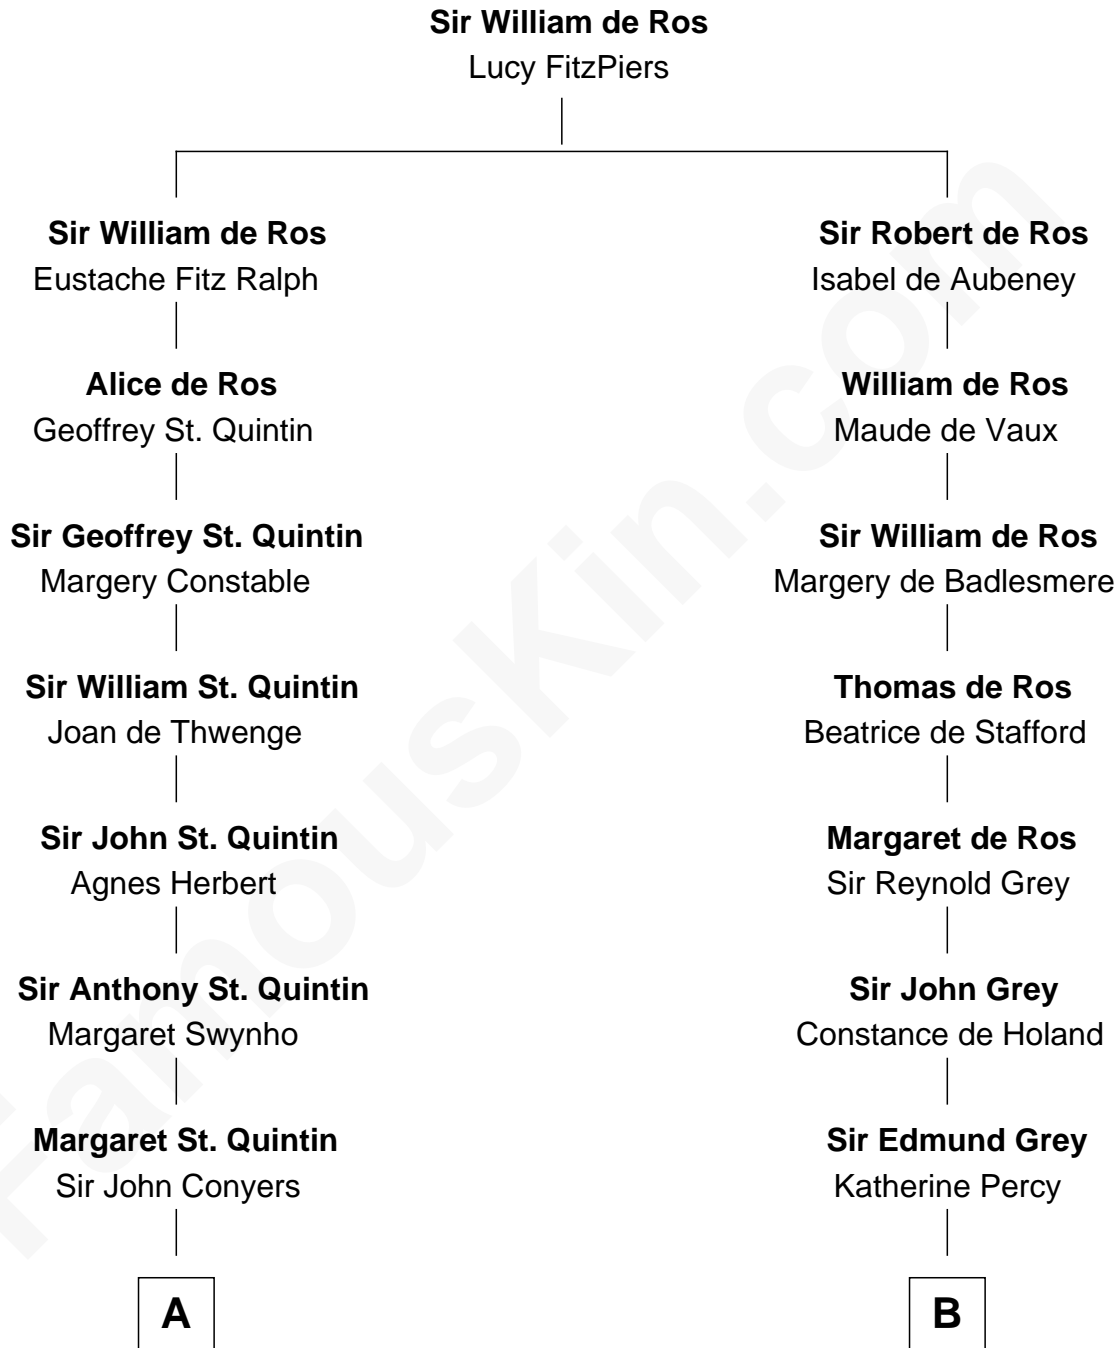 Sir William de Ros
Lucy FitzPiers
Sir William de Ros
Eustache Fitz Ralph
Alice de Ros
Geoffrey St. Quintin
Sir Geoffrey St. Quintin
Margery Constable
Sir William St. Quintin
Joan de Thwenge
Sir John St. Quintin
Agnes Herbert
Sir Anthony St. Quintin
Margaret Swynho
Margaret St. Quintin
Sir John Conyers
A
Sir Robert de Ros
Isabel de Aubeney
William de Ros
Maude de Vaux
Sir William de Ros
Margery de Badlesmere
Thomas de Ros
Beatrice de Stafford
Margaret de Ros
Sir Reynold Grey
Sir John Grey
Constance de Holand
Sir Edmund Grey
Katherine Percy
B
FamousKin.com